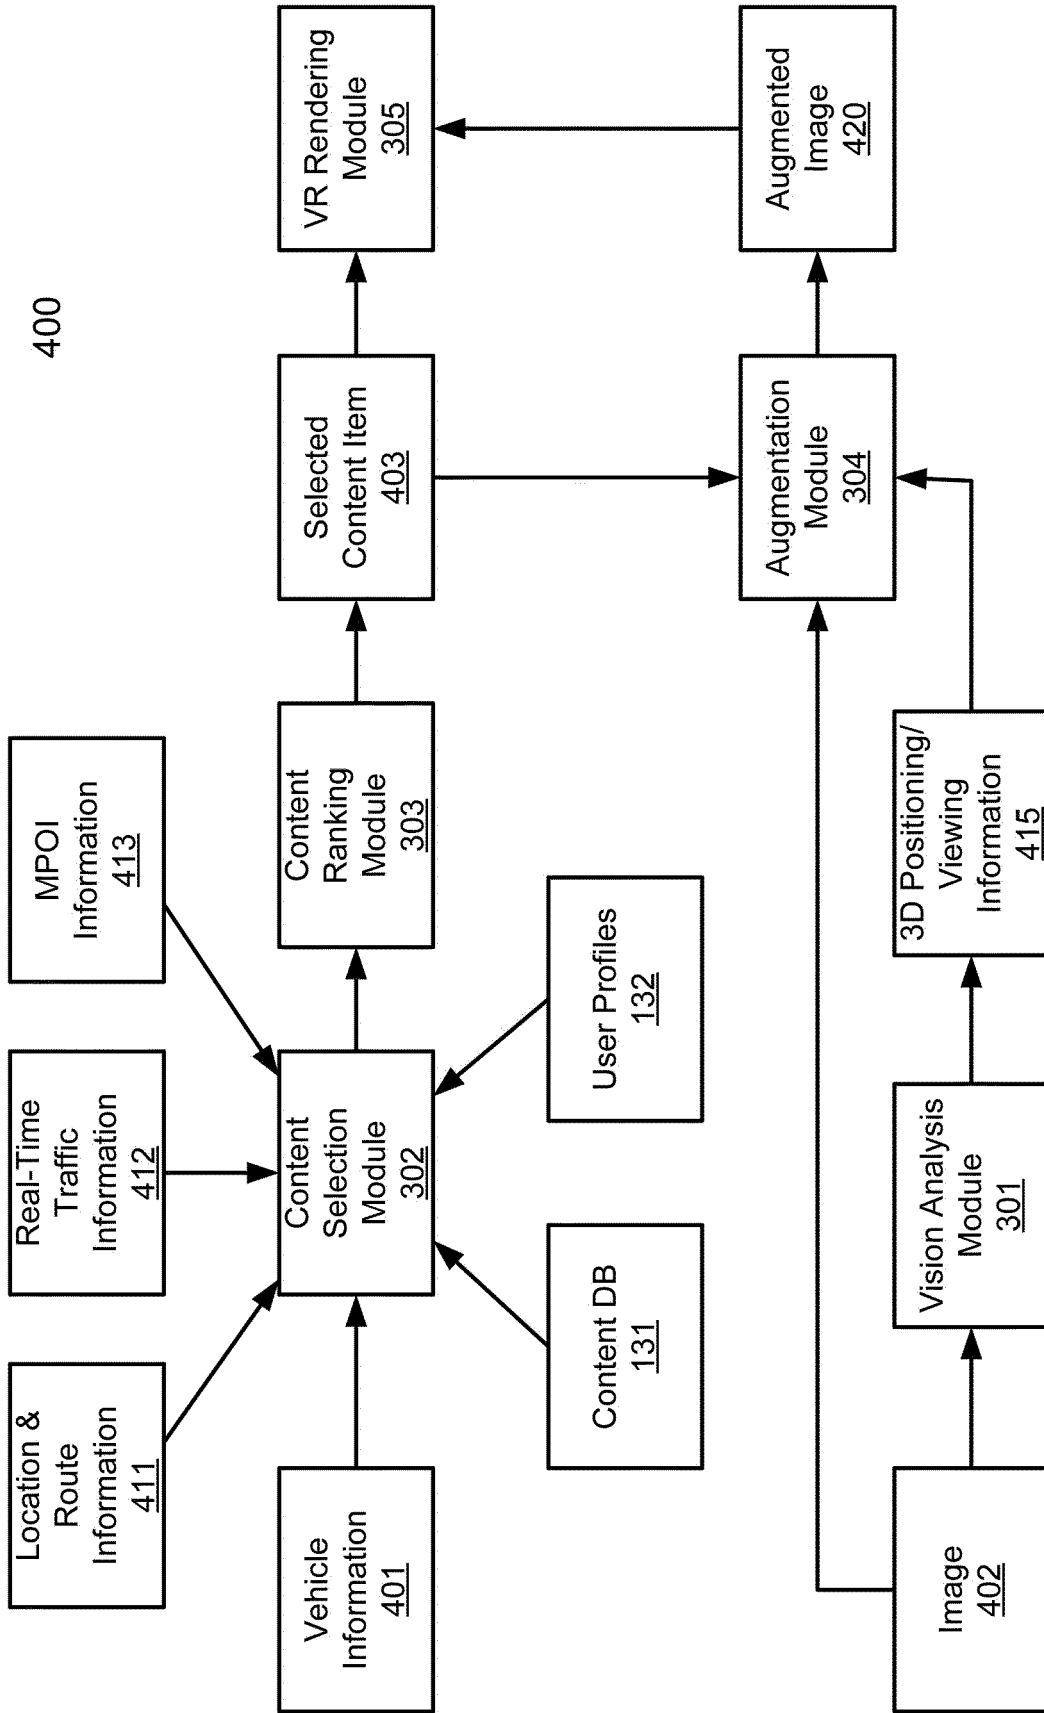 400
Location &
Route
Information
411
Real-Time
Traffic
Information
412
MPOI
Information
413
Vehicle
Information
401
Content
Selection
Module
302
Content
Ranking
Module
303
Selected
Content Item
403
VR Rendering
Module
305
Content DB
131
User Profiles
132
Augmentation
Module
304
Augmented
Image
420
Image
402
Vision Analysis
Module
301
3D Positioning/
Viewing
Information
415